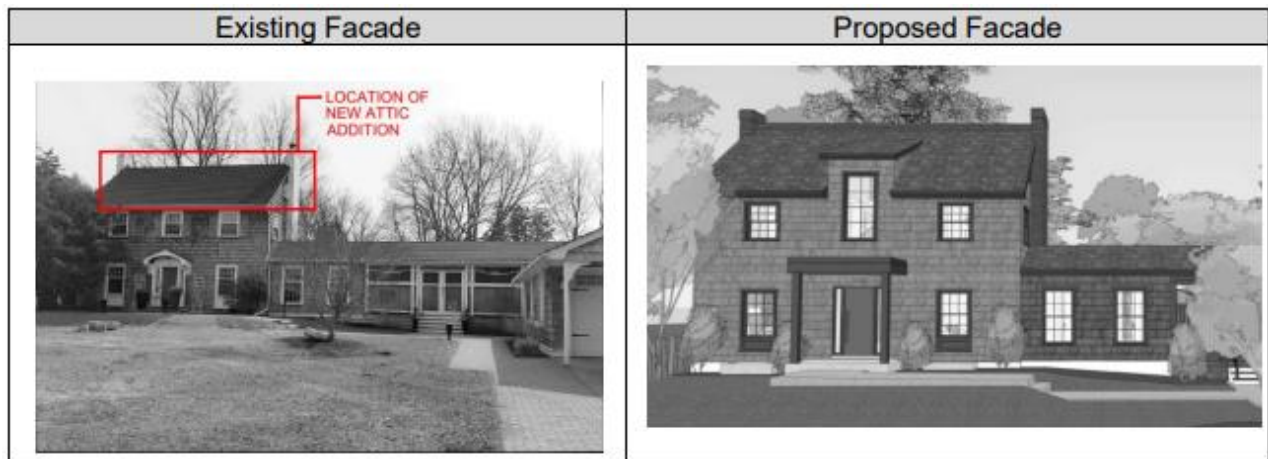 Existing Facade
Proposed Facade
LOCATION OF
NEW ATTIC
ADDITION